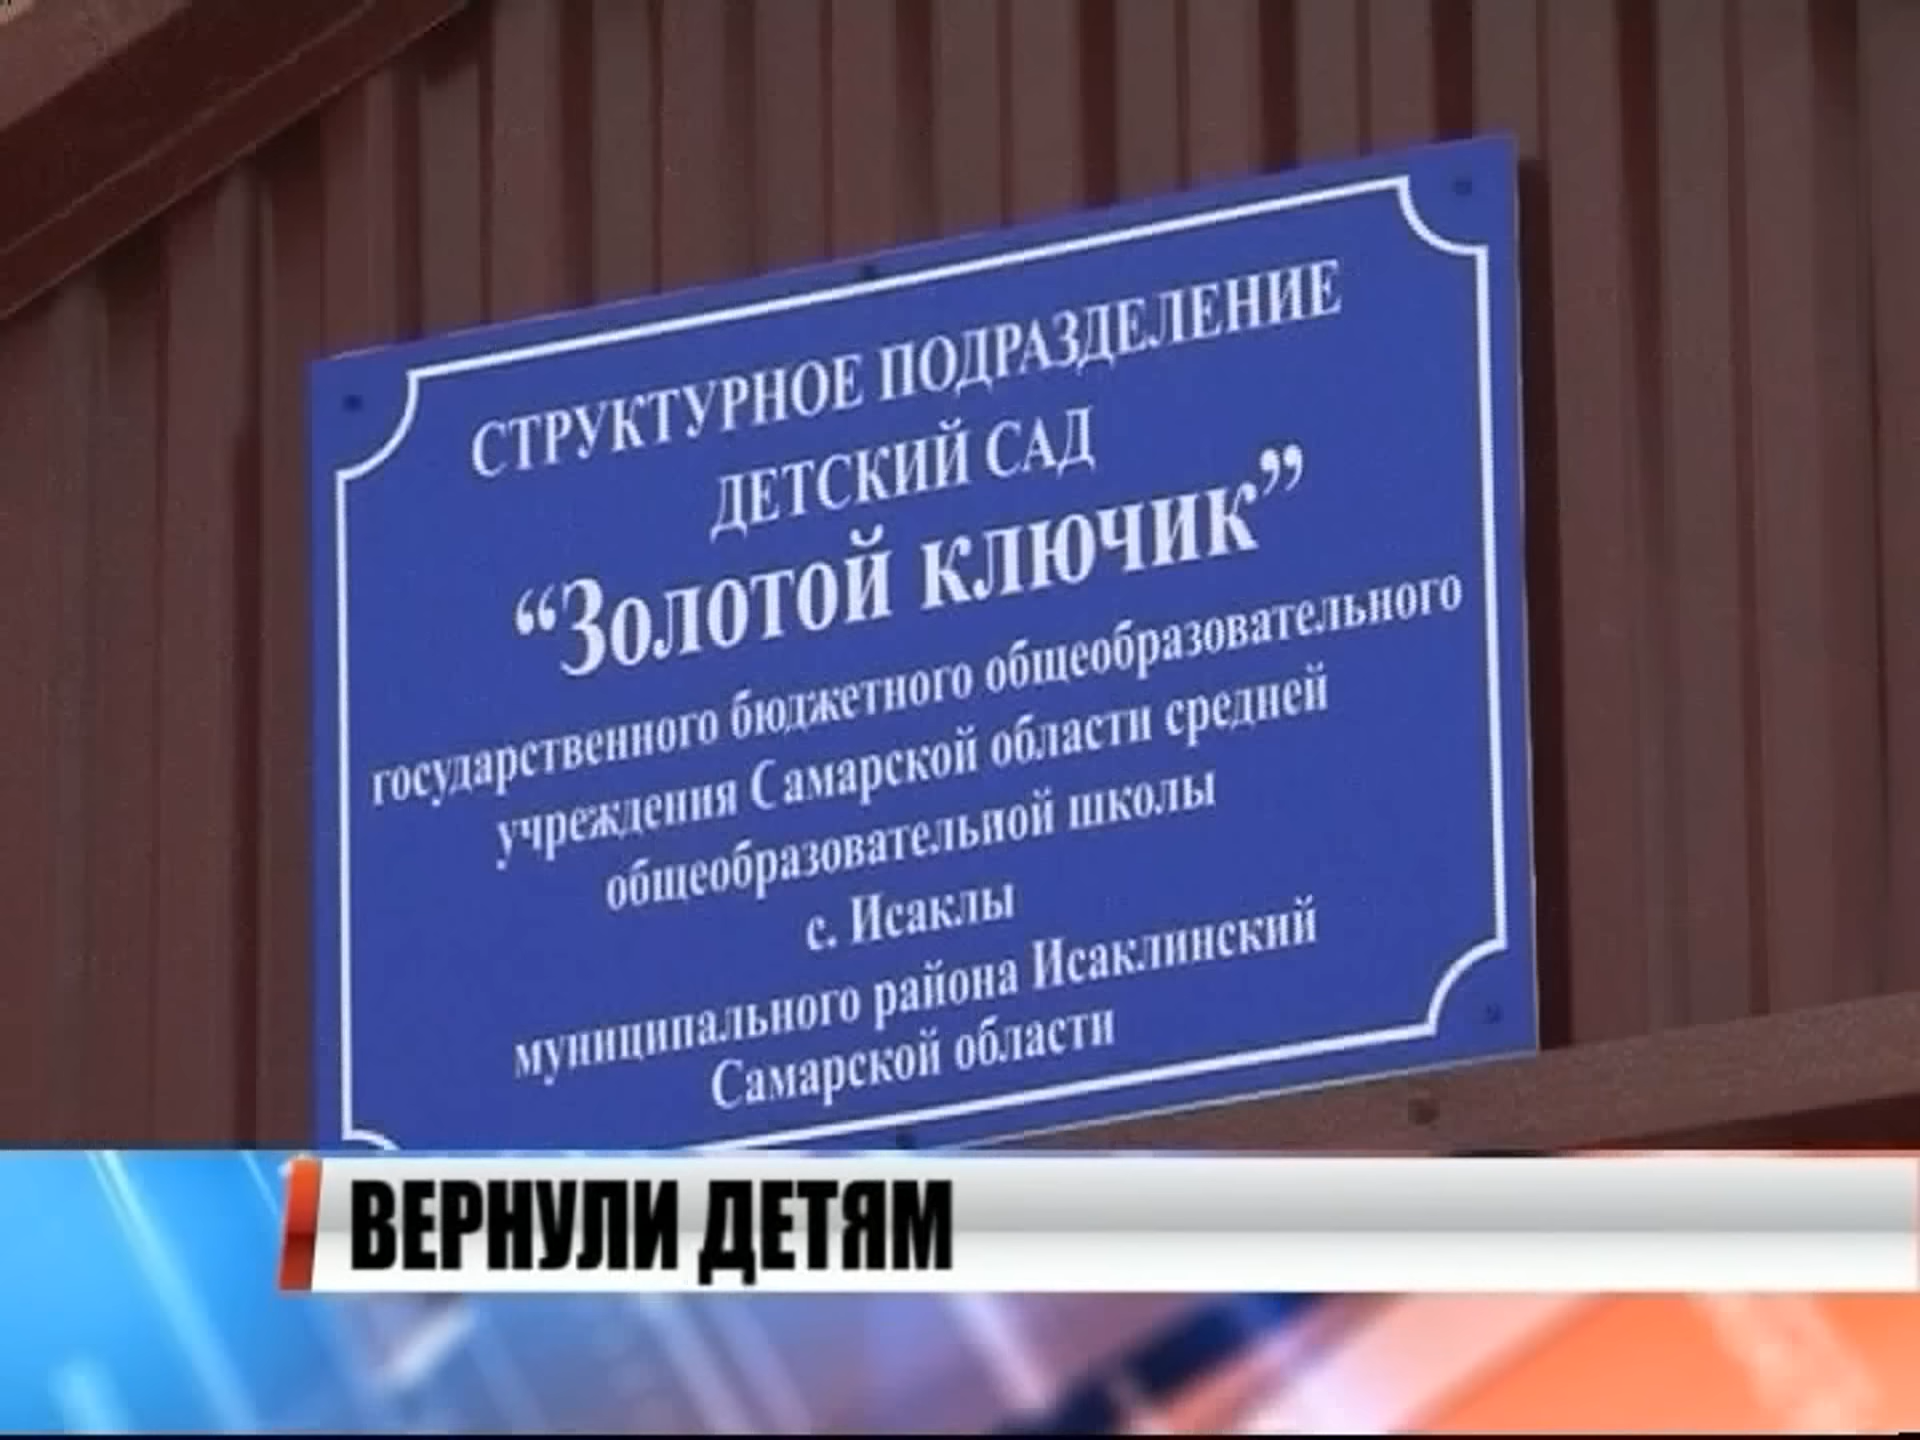 СТРУКТУРНОЕ ПОДРАЗДЕЛЕНИЕ
ДЕТСКИЙ САД
“Золотой ключик”
государственного бюджетного общеобразовательного
учреждения Самарской области средней
общеобразовательной школы
с. Исаклы
муниципального района Исаклинский
Самарской области
ВЕРНУЛИ ДЕТЯМ